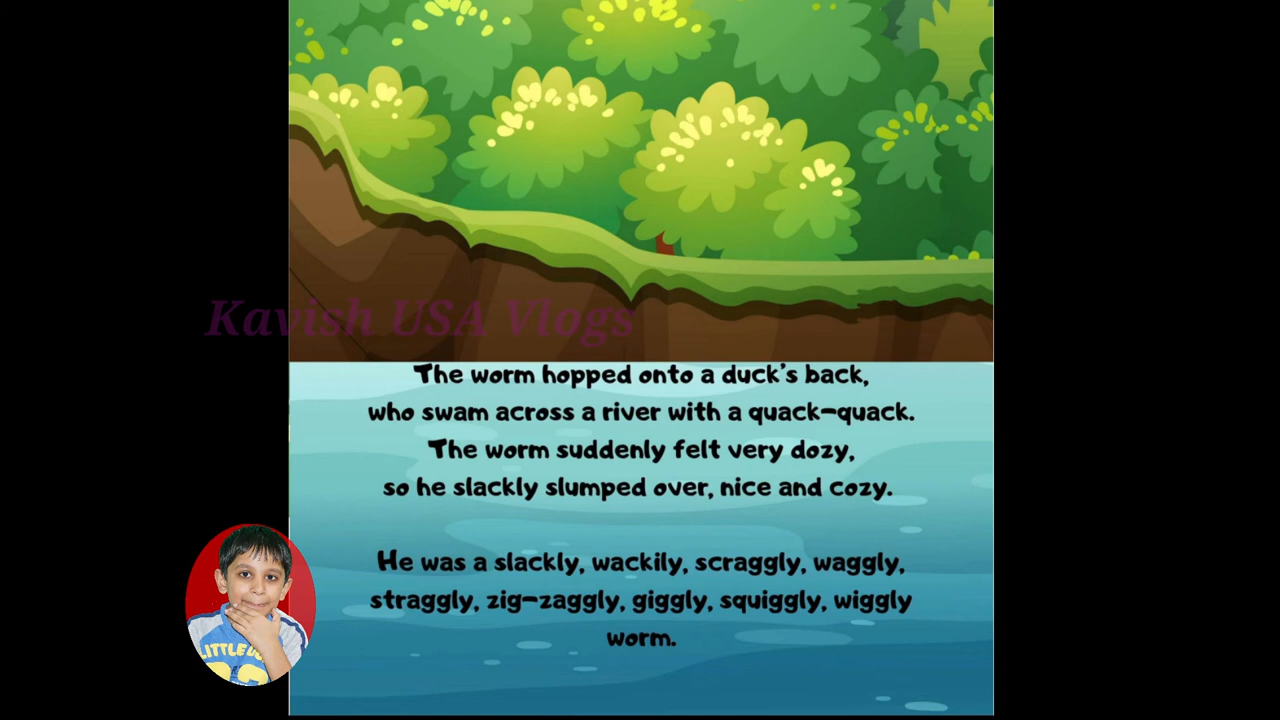 Kavish USA Vlogs
The worm hopped onto a duck's back,
who swam across a river with a quack-quack.
The worm suddenly felt very dozy,
so he slackly slumped over, nice and cozy.
He was a slackly, wackily, scraggly, waggly,
straggly, zig-zaggly, giggly, squiggly, wiggly
worm.